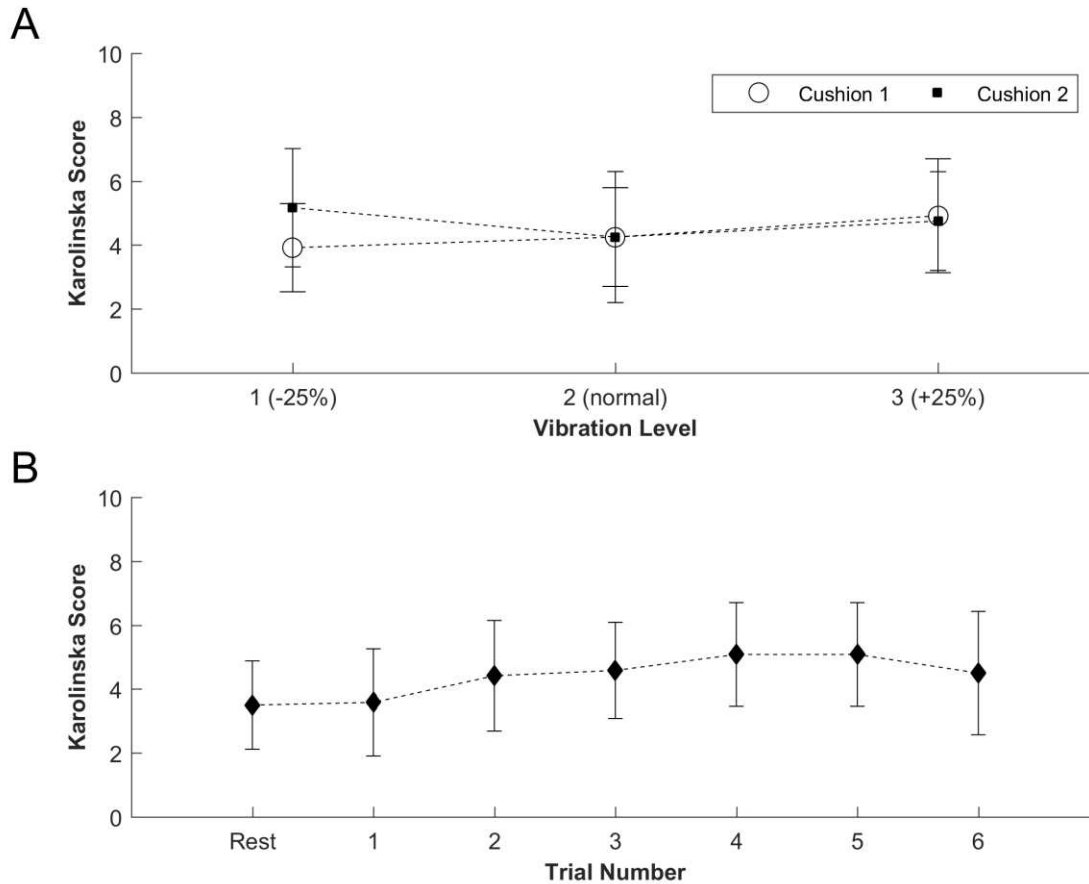 A
10
8
6
4
2
0
Karolinska Score
Cushion 1 Cushion 2
1 (-25%) 2 (normal) 3 (+25%)
Vibration Level
B
10
8
6
4
2
0
Karolinska Score
Rest 1 2 3 4 5 6
Trial Number